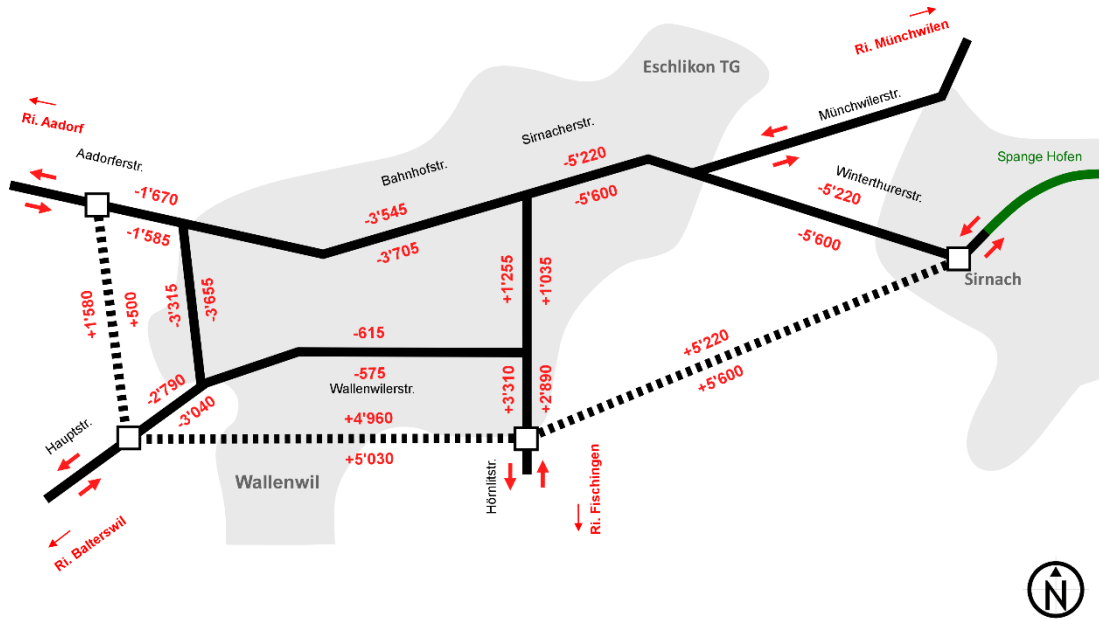 Ri. Münchwilen
Eschlikon TG
Münchwilerstr.
Ri. Aadorf
Sirnacherstr.
Aadorferstr.
Bahnhofstr.
-5'220
Spange Hofen
Winterthurerstr.
-1'670
-5'600
-5'220
-3'545
-1'585
-3'705
-5'600
+1'255
+1'035
Sirnach
+1'580
+500
-3'315
-3'655
-615
+5'220
-575
+5'600
-2'790
-3'040
Wallenwilerstr.
+3'310
+2'890
+4'960
Hauptstr.
+5'030
Wallenwil
Hörnlitstr.
Ri. Fischingen
Ri. Balterswil
N